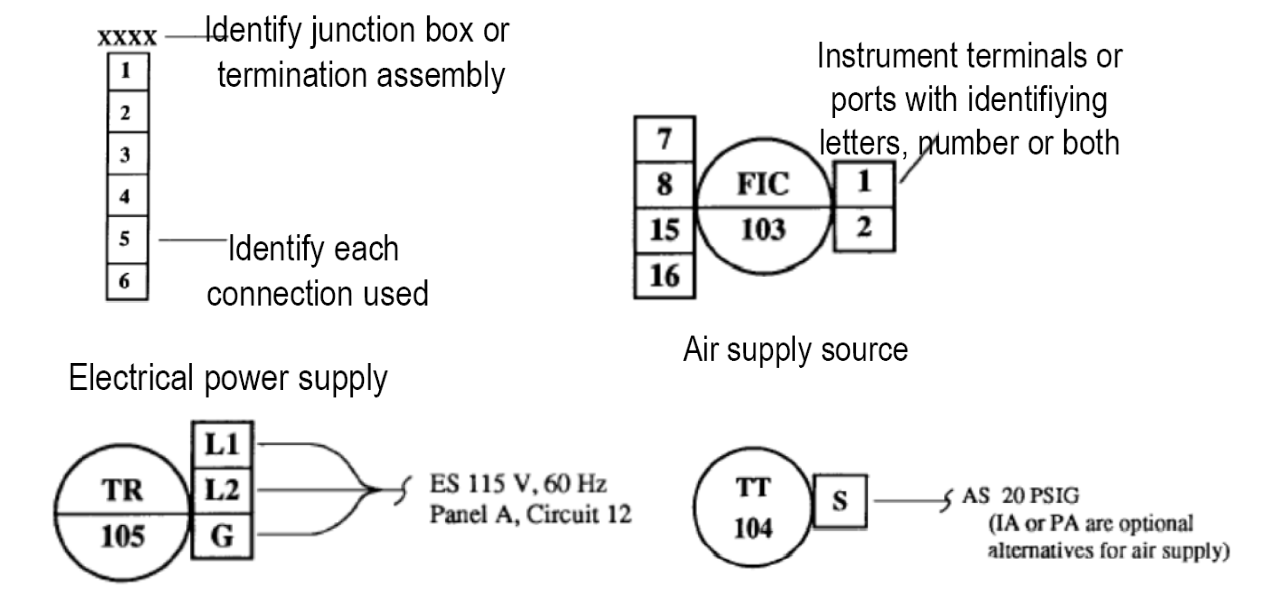 xxxx
Identify junction box or
termination assembly
1
2
3
4
5
6
Identify each
connection used
Instrument terminals or
ports with identifiying
letters, number or both
7
8
15
16
FIC
103
1
2
Electrical power supply
TR
105
L1
L2
G
ES 115 V, 60 Hz
Panel A, Circuit 12
Air supply source
TT
104
S
AS 20 PSIG
(IA or PA are optional
alternatives for air supply)